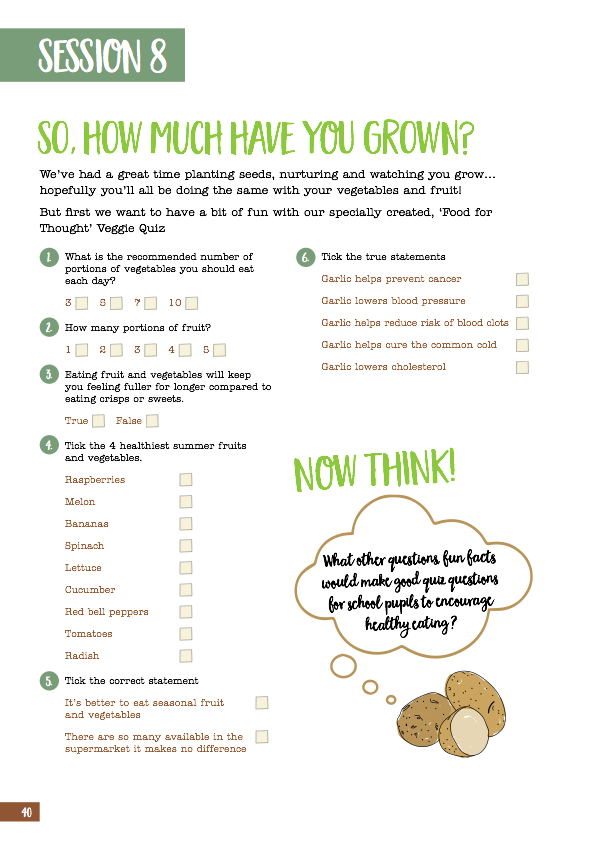 SESSION 8
SO, HOW MUCH HAVE YOU GROWN?
We've had a great time planting seeds, nurturing and watching you grow...
hopefully you'll all be doing the same with your vegetables and fruit!
But first we want to have a bit of fun with our specially created, 'Food for
Thought' Veggie Quiz
1. What is the recommended number of
portions of vegetables you should eat
each day?
3 5 7 10
2. How many portions of fruit?
1 2 3 4 5
3. Eating fruit and vegetables will keep
you feeling fuller for longer compared to
eating crisps or sweets.
True False
4. Tick the 4 healthiest summer fruits
and vegetables.
Raspberries
Melon
Bananas
Spinach
Lettuce
Cucumber
Red bell peppers
Tomatoes
Radish
5. Tick the correct statement
It's better to eat seasonal fruit
and vegetables
There are so many available in the
supermarket it makes no difference
6. Tick the true statements
Garlic helps prevent cancer
Garlic lowers blood pressure
Garlic helps reduce risk of blood clots
Garlic helps cure the common cold
Garlic lowers cholesterol
NOW THINK!
What other questions, fun facts
would make good quiz questions
for school pupils to encourage
healthy eating?
40